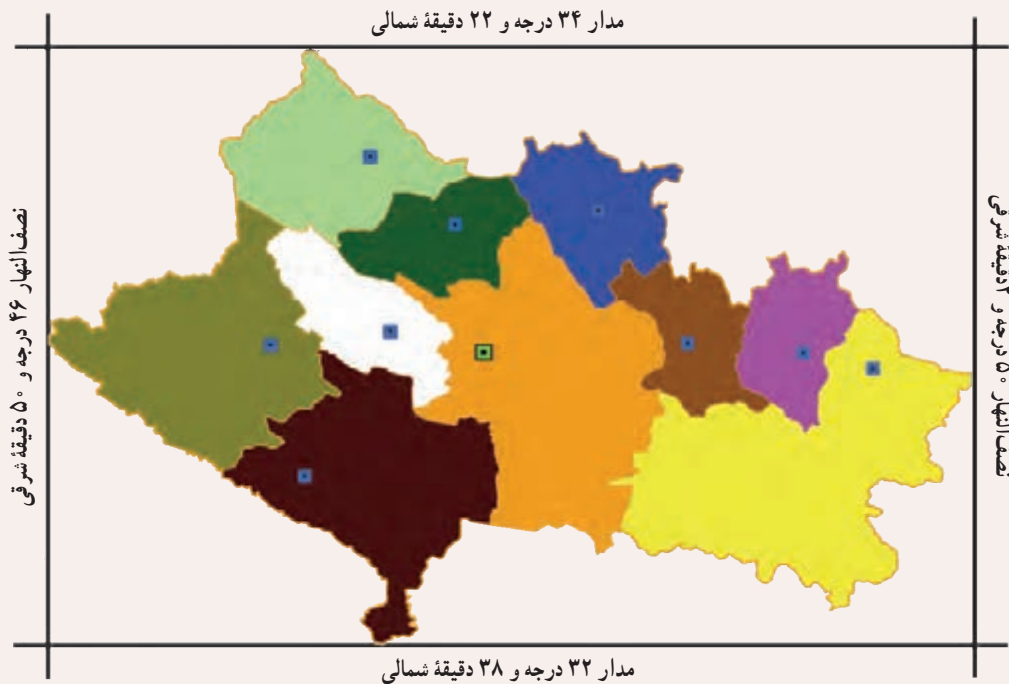 مدار ۳۴ درجه و ۲۲ دقیقهٔ شمالی
نصف‌النهار ۵۰ درجه و ۳ دقیقهٔ شرقی
نصف‌النهار ۴۶ درجه و ۵۰ دقیقهٔ شرقی
مدار ۳۲ درجه و ۳۸ دقیقهٔ شمالی